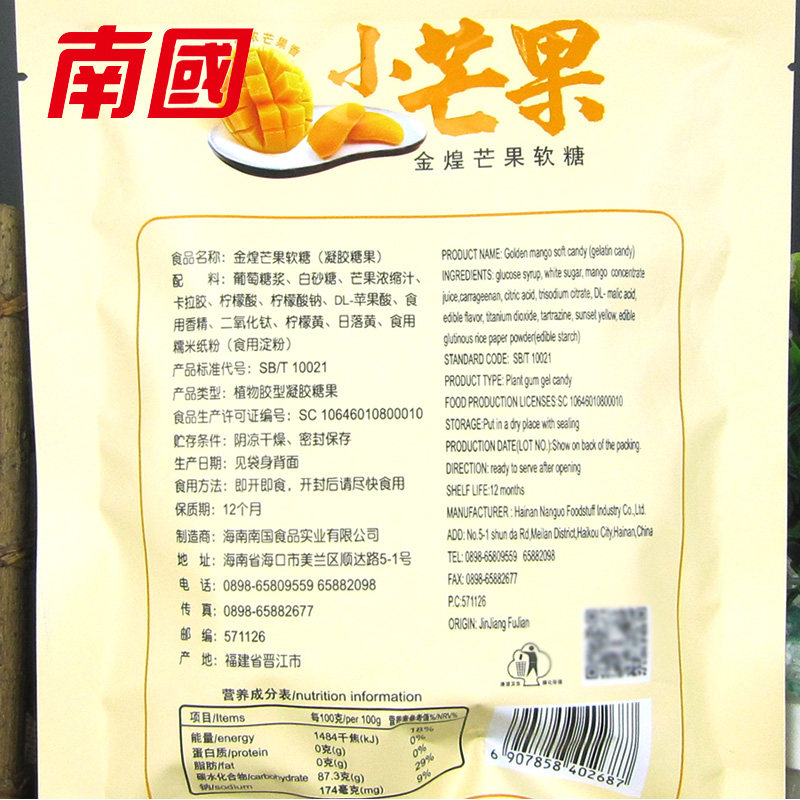 南國
浓芒果香
小芒果
金煌芒果软糖
食品名称：金煌芒果软糖（凝胶糖果）
配 料：葡萄糖浆、白砂糖、芒果浓缩汁、
卡拉胶、柠檬酸、柠檬酸钠、DL-苹果酸、食
用香精、二氧化钛、柠檬黄、日落黄、食用
糯米纸粉（食用淀粉）
产品标准代号：SB/T 10021
产品类型：植物胶型凝胶糖果
食品生产许可证编号：SC 10646010800010
贮存条件：阴凉干燥、密封保存
生产日期：见袋身背面
食用方法：即开即食，开封后请尽快食用
保质期：12个月
制造商：海南南国食品实业有限公司
地 址：海南省海口市美兰区顺达路5-1号
电 话：0898-65809559 65882098
传 真：0898-65882677
邮 编：571126
产 地：福建省晋江市
PRODUCT NAME: Golden mango soft candy (gelatin candy)
INGREDIENTS: glucose syrup, white sugar, mango concentrate
juice,carrageenan, citric acid, trisodium citrate, DL- malic acid,
edible flavor, titanium dioxide, tartrazine, sunset yellow, edible
glutinous rice paper powder(edible starch)
STANDARD CODE: SB/T 10021
PRODUCT TYPE: Plant gum gel candy
FOOD PRODUCTION LICENSES:SC 10646010800010
STORAGE:Put in a dry place with sealing
PRODUCTION DATE(LOT NO.):Show on back of the packing.
DIRECTION: ready to serve after opening
SHELF LIFE:12 months
MANUFACTURER : Hainan Nanguo Foodstuff Industry Co.,Ltd.
ADD: No.5-1 shun da Rd,Meilan District,Haikou City,Hainan,China
TEL: 0898-65809559 65882098
FAX: 0898-65882677
P.C:571126
ORIGIN: JinJiang FuJian
营养成分表/nutrition information
项目/Items 每100克/per 100g 营养素参考值%/NRV%
能量/energy 1484千焦(kJ) 18%
蛋白质/protein 0克(g) 0%
脂肪/fat 0克(g) 0%
碳水化合物/carbohydrate 87.3克(g) 29%
钠/sodium 174毫克(mg) 9%
6 907858 402687